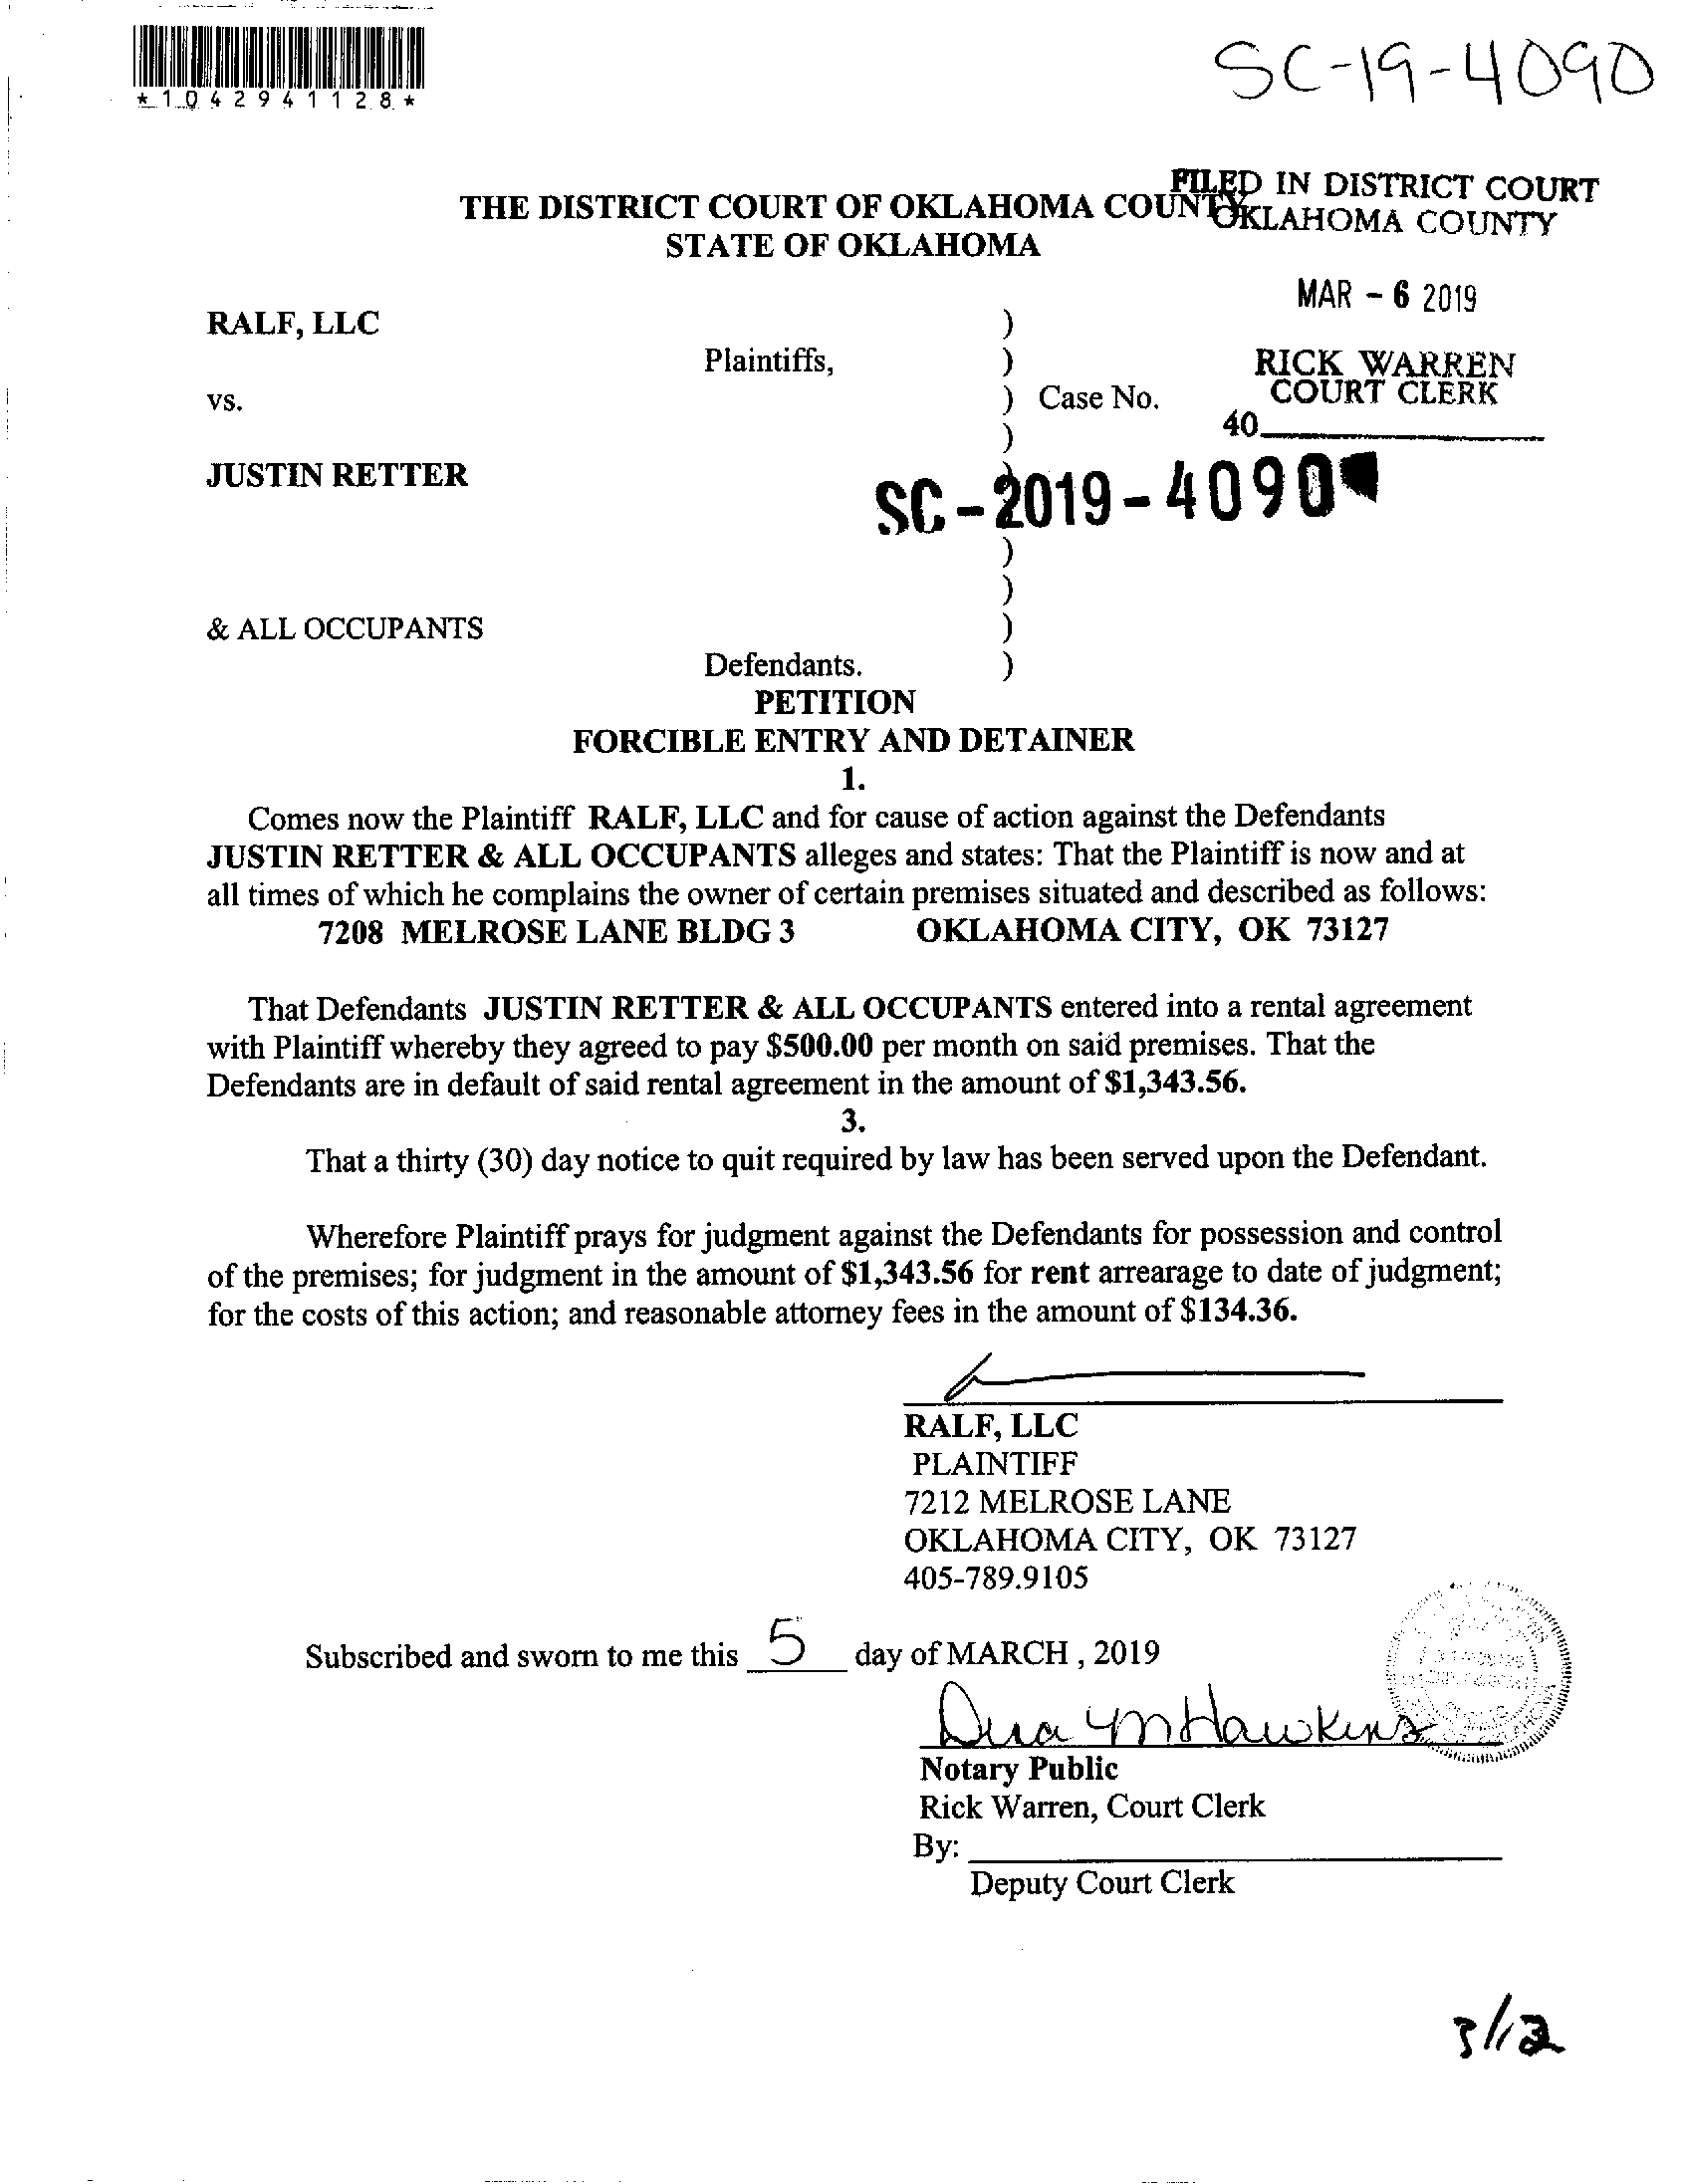 SC-19-4090
*1042941128*
FILED IN DISTRICT COURT
OKLAHOMA COUNTY
THE DISTRICT COURT OF OKLAHOMA COUNTY
STATE OF OKLAHOMA
MAR - 6 2019
RALF, LLC )
Plaintiffs, )
RICK WARREN
COURT CLERK
vs. ) Case No.
)
40
JUSTIN RETTER
SC-2019-4090
)
)
& ALL OCCUPANTS )
Defendants. )
PETITION
FORCIBLE ENTRY AND DETAINER
1.
Comes now the Plaintiff RALF, LLC and for cause of action against the Defendants
JUSTIN RETTER & ALL OCCUPANTS alleges and states: That the Plaintiff is now and at
all times of which he complains the owner of certain premises situated and described as follows:
7208 MELROSE LANE BLDG 3 OKLAHOMA CITY, OK 73127
That Defendants JUSTIN RETTER & ALL OCCUPANTS entered into a rental agreement
with Plaintiff whereby they agreed to pay $500.00 per month on said premises. That the
Defendants are in default of said rental agreement in the amount of $1,343.56.
3.
That a thirty (30) day notice to quit required by law has been served upon the Defendant.
Wherefore Plaintiff prays for judgment against the Defendants for possession and control
of the premises; for judgment in the amount of $1,343.56 for rent arrearage to date of judgment;
for the costs of this action; and reasonable attorney fees in the amount of $134.36.
RALF, LLC
PLAINTIFF
7212 MELROSE LANE
OKLAHOMA CITY, OK 73127
405-789.9105
Subscribed and sworn to me this 5 day of MARCH , 2019
Hawkins
Notary Public
Rick Warren, Court Clerk
By:
Deputy Court Clerk
3/12